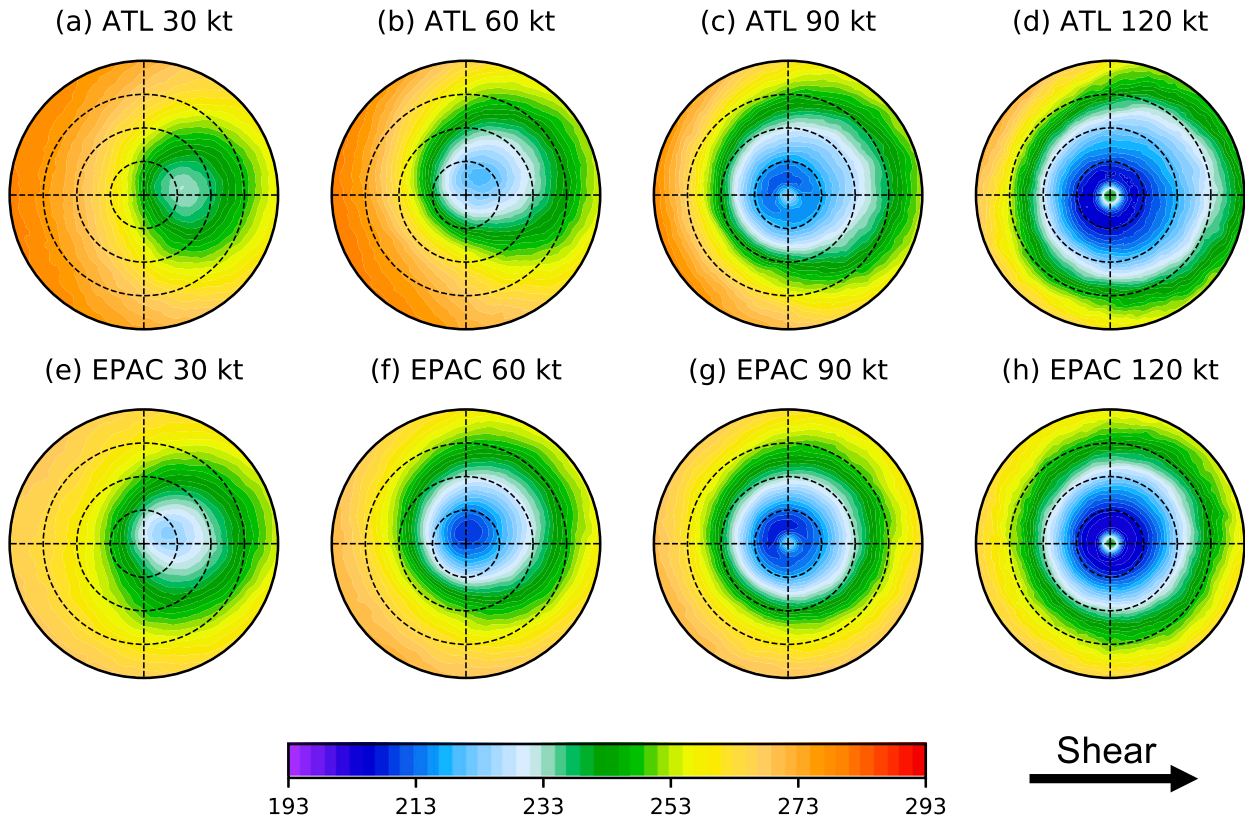 (a) ATL 30 kt
(b) ATL 60 kt
(c) ATL 90 kt
(d) ATL 120 kt
(e) EPAC 30 kt
(f) EPAC 60 kt
(g) EPAC 90 kt
(h) EPAC 120 kt
Shear
193 213 233 253 273 293